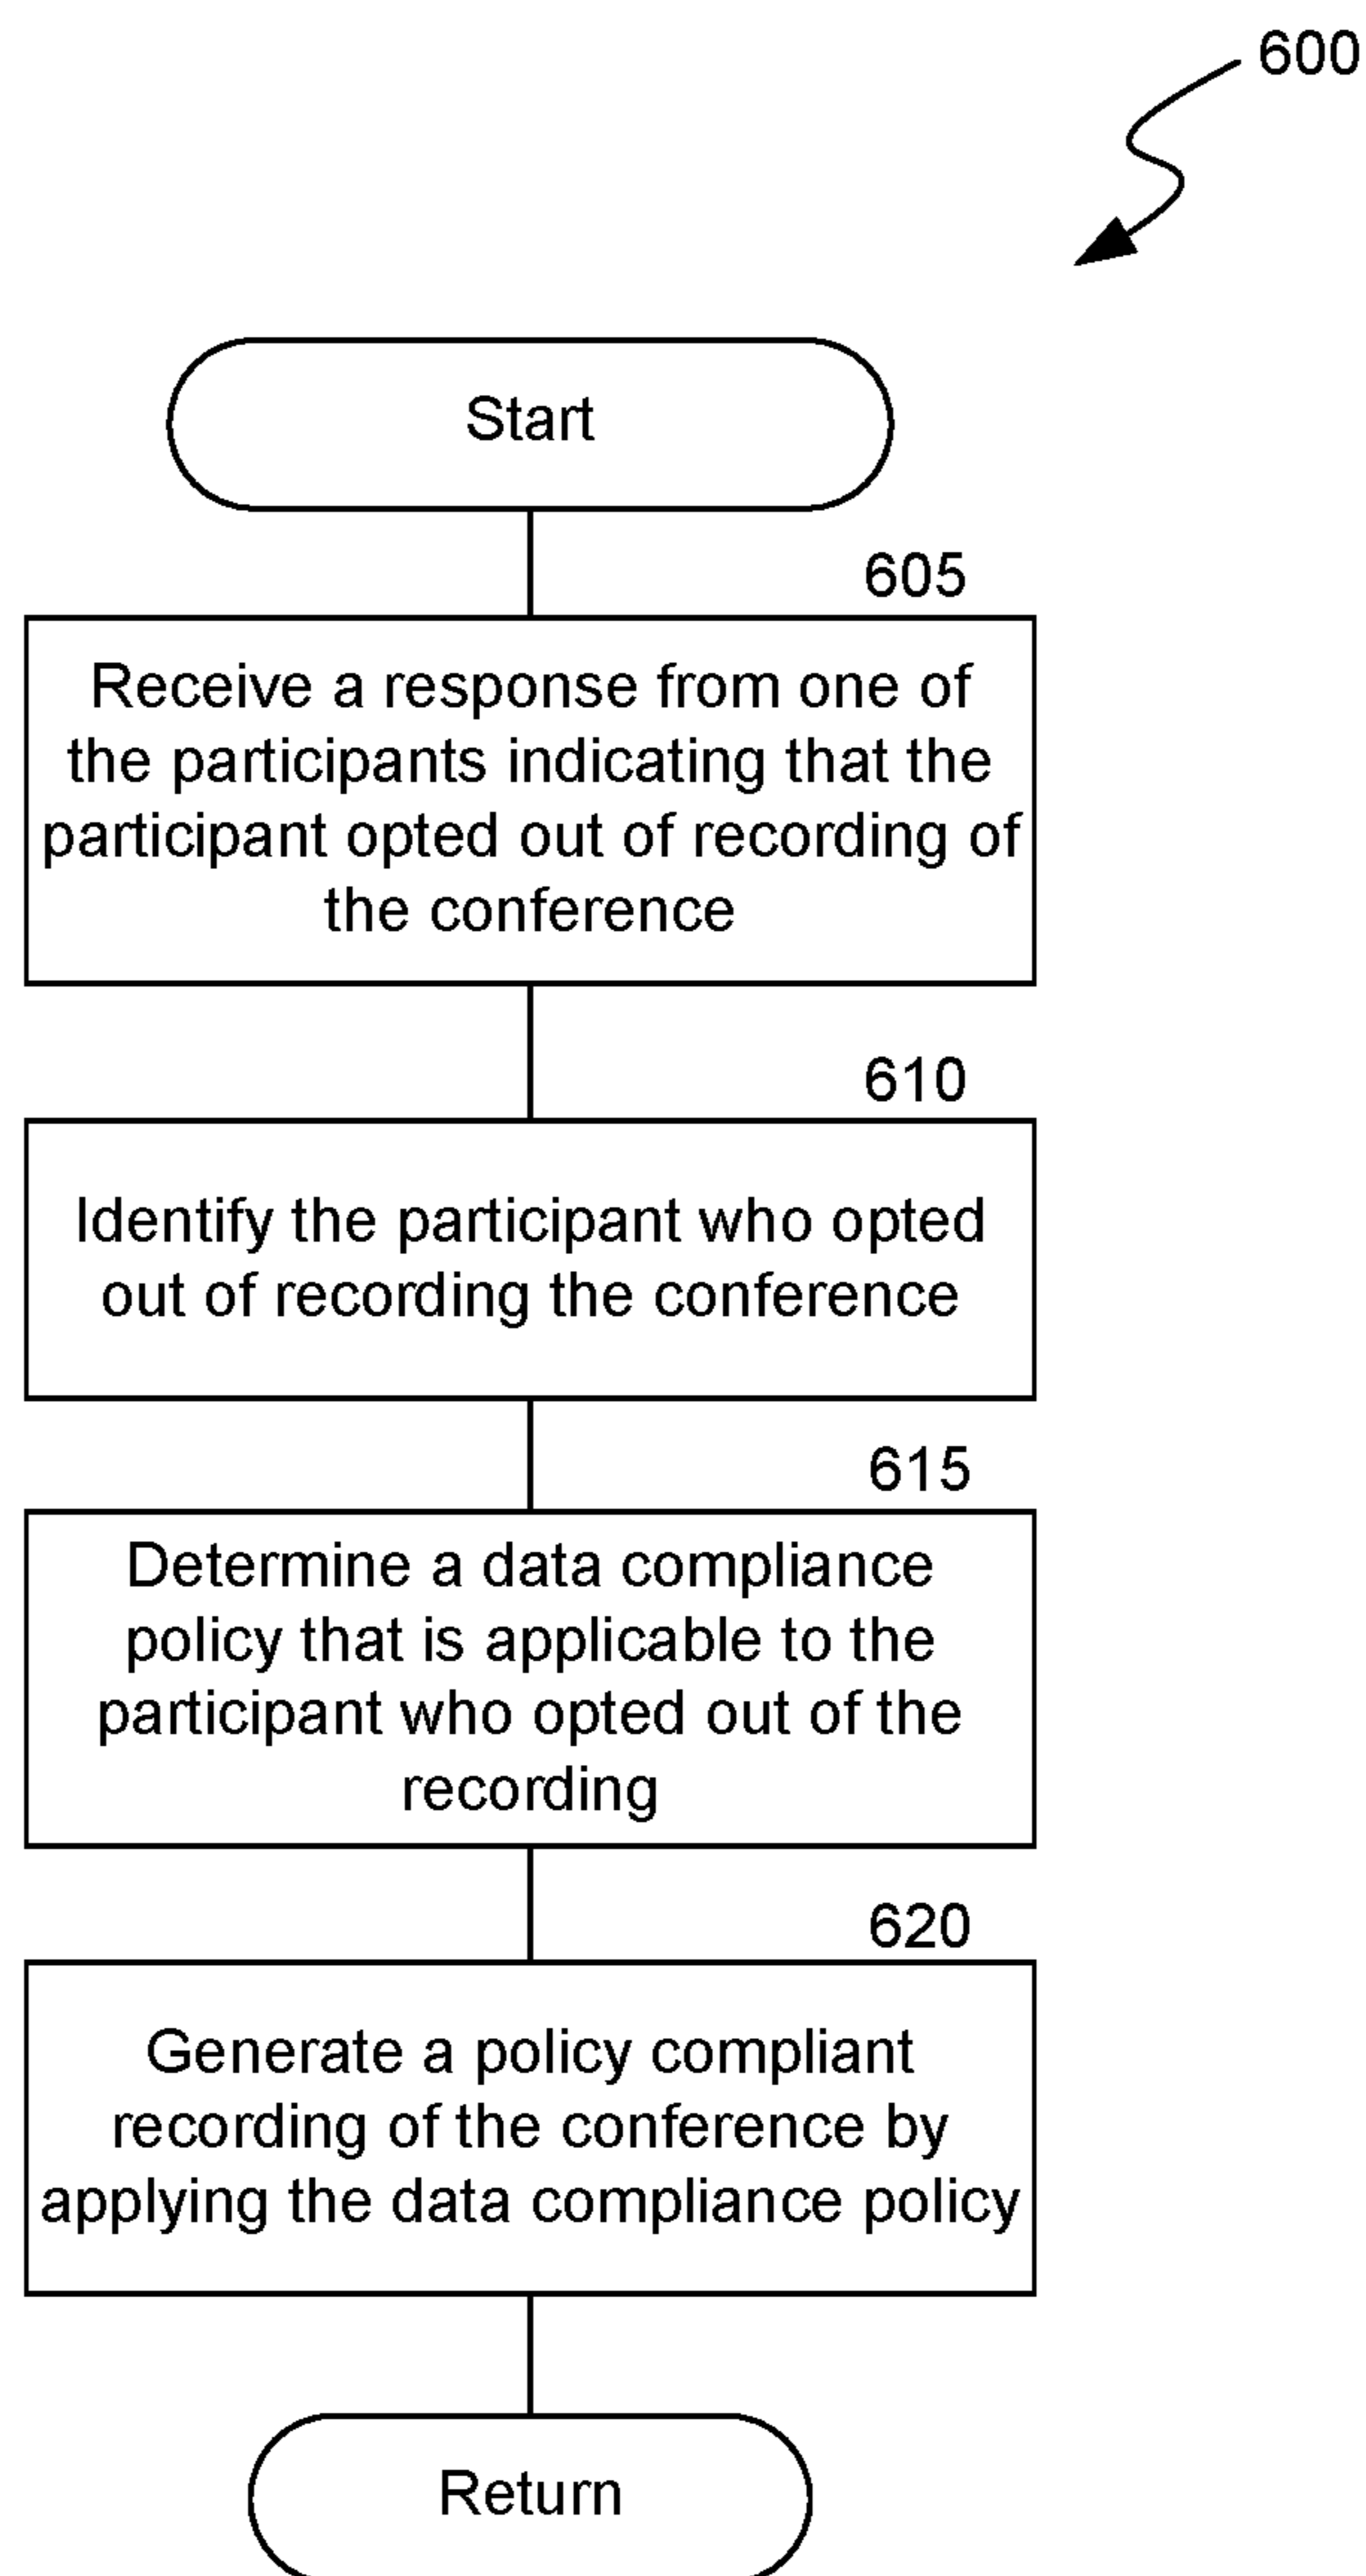 600
Start
605
Receive a response from one of
the participants indicating that the
participant opted out of recording of
the conference
610
Identify the participant who opted
out of recording the conference
615
Determine a data compliance
policy that is applicable to the
participant who opted out of the
recording
620
Generate a policy compliant
recording of the conference by
applying the data compliance policy
Return